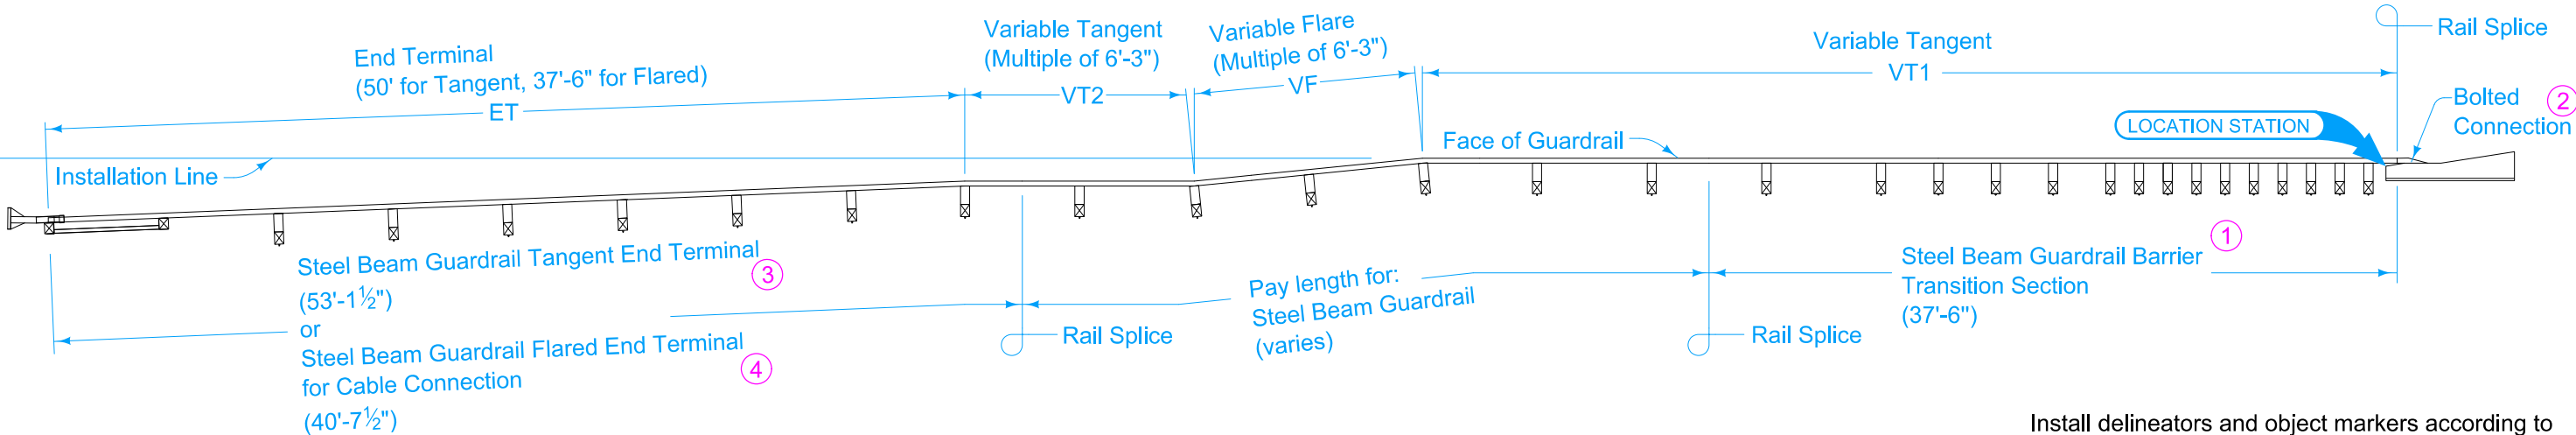 End Terminal
(50' for Tangent, 37'-6" for Flared)
ET
Variable Tangent
(Multiple of 6'-3")
VT2
Variable Flare
(Multiple of 6'-3")
VF
Variable Tangent
VT1
Rail Splice
Bolted
Connection
2
LOCATION STATION
Face of Guardrail
Installation Line
Steel Beam Guardrail Tangent End Terminal
3
(53'-1½")
or
Steel Beam Guardrail Flared End Terminal
for Cable Connection
4
(40'-7½")
Rail Splice
Pay length for:
Steel Beam Guardrail
(varies)
Rail Splice
1
Steel Beam Guardrail Barrier
Transition Section
(37'-6")
Install delineators and object markers according to